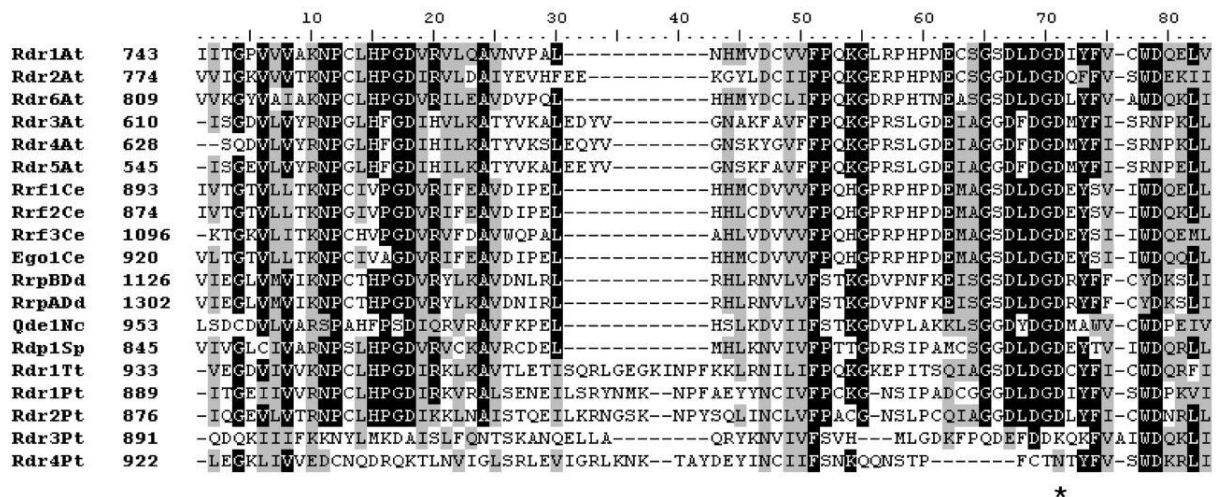 10 20 30 40 50 60 70 80
Rdr1At 743 IIIGPVVVAKNPCLHPGDVRVLQAVNVPAL------------NHMVDCVVFPQKGLRPHPNECSGSDLDGDIYFV-CWDQELV
Rdr2At 774 VVIGKVVVTKNPCLHPGDIRVLDAIYEVHFEE----------KGYLDCIIFPQKGERPHPNECSGGDLDGDQFFV-SWDEKII
Rdr6At 809 VVKGYVAIAKNPCLHPGDVRILEAVDVPQL------------HHMYDCLIFPQKGDRPHTNEASGSDLDGDLYFV-AWDQKLI
Rdr3At 610 -ISGDVLVYRNPGLHFGDIHVLKATYVKALEDYV--------GNAKFAVFFPQKGPRSLGDEIAGGDFDGDMYFI-SRNPKLL
Rdr4At 628 --SQDVLVYRNPGLHFGDIHILKATYVKSLEQYV--------GNSKYGVFFPQKGPRSLGDEIAGGDFDGDMYFI-SRNPKLL
Rdr5At 545 -ISGEVLVYRNPGLHFGDIHILKATYVKALEEYV--------GNSKFAVFFPQKGPRSLGDEIAGGDFDGDMYFI-SRNPELL
Rrf1Ce 893 IVTGTVLLTKNPCIVPGDVRIFEAVDIPEL------------HHMCDVVVFPQHGPRPHPDEMAGSDLDGDEYSV-IWDQELL
Rrf2Ce 874 IVTGTVLLTKNPGIVPGDVRIFEAVDIPEL------------HHLCDVVVFPQHGPRPHPDEMAGSDLDGDEYSV-IWDQKLL
Rrf3Ce 1096 -KTGKVLITKNPCHVPGDVRVFDAVWQPAL------------AHLVDVVVFPQHGPRPHPDEMAGSDLDGDEYSI-IWDQEML
Ego1Ce 920 VLTGTVLLTKNPCIVAGDVRIFEAVDIPEL------------HHMCDVVVFPQHGPRPHPDEMAGSDLDGDEYSI-IWDQQLL
RrpBDd 1126 VIEGLVMVIKNPCTHPGDVRYLKAVDNLRL------------RHLRNVLVFSTKGDVPNFKEISGSDLDGDRYFF-CYDKSLI
RrpADd 1302 VIEGLVMVIKNPCTHPGDVRYLKAVDNIRL------------RHLRNVLVFSTKGDVPNFKEISGSDLDGDRYFF-CYDKSLI
Qde1Nc 953 LSDCDVLVARSPAHFPSDIQRVRAVFKPEL------------HSLKDVIIFSTKGDVPLAKKLSGGDYDGDMAWV-CWDPEIV
Rdp1Sp 845 VIVGLCIVARNPSLHPGDVRVCKAVRCDEL------------MHLKNVIVFPTTGDRSIPAMCSGGDLDGDEYTV-IWDQRLL
Rdr1Tt 933 -VEGDVIVVKNPCLHPGDIRKLKAVTLETISQRLGEGKINPFKKLRNILIFPQKGKEPITSQIAGGDLDGDCYFI-CWDQRFI
Rdr1Pt 889 -ITGEIIVYRNPCLHPGDIRKVRALSENEILSRYNMK--NPFAEYYNCIVFPCKG-NSIPADCGGGDLDGDLYFV-SWDPKVI
Rdr2Pt 876 -IQGEVLVTRNPCLHPGDIKKLNAISTQEILKRNGSK--NPYSQLINCLVFPACG-NSLPCQIAGGDLDGDLYFI-CWDNRLL
Rdr3Pt 891 -QDQKIIIFKKNYLMKDAISLFQNTSKANQELLA--------QRYKNVIVFSVH---MLGDKFPQDEFDDKQKFVAIWDQKLI
Rdr4Pt 922 -LEGKLIVVEDCNQDRQKTLNVIGLSRLEVIGRLKNK--TAYDEYINCIIFSNKQQNSTP-------FCTNTYFV-SWDKRLI
*